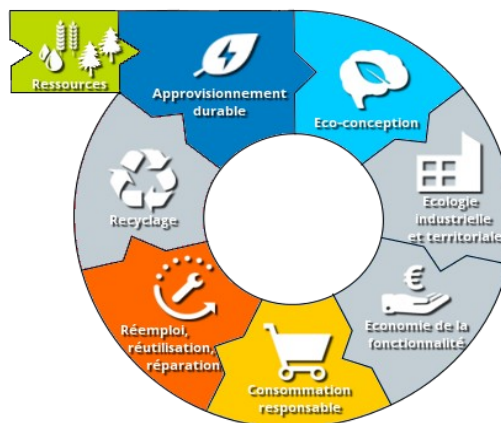 Ressources
Approvisionnement
durable
Eco-conception
Ecologie
industrielle
et territoriale
Economie de la
fonctionnalité
Consommation
responsable
Réemploi,
réutilisation,
réparation
Recyclage